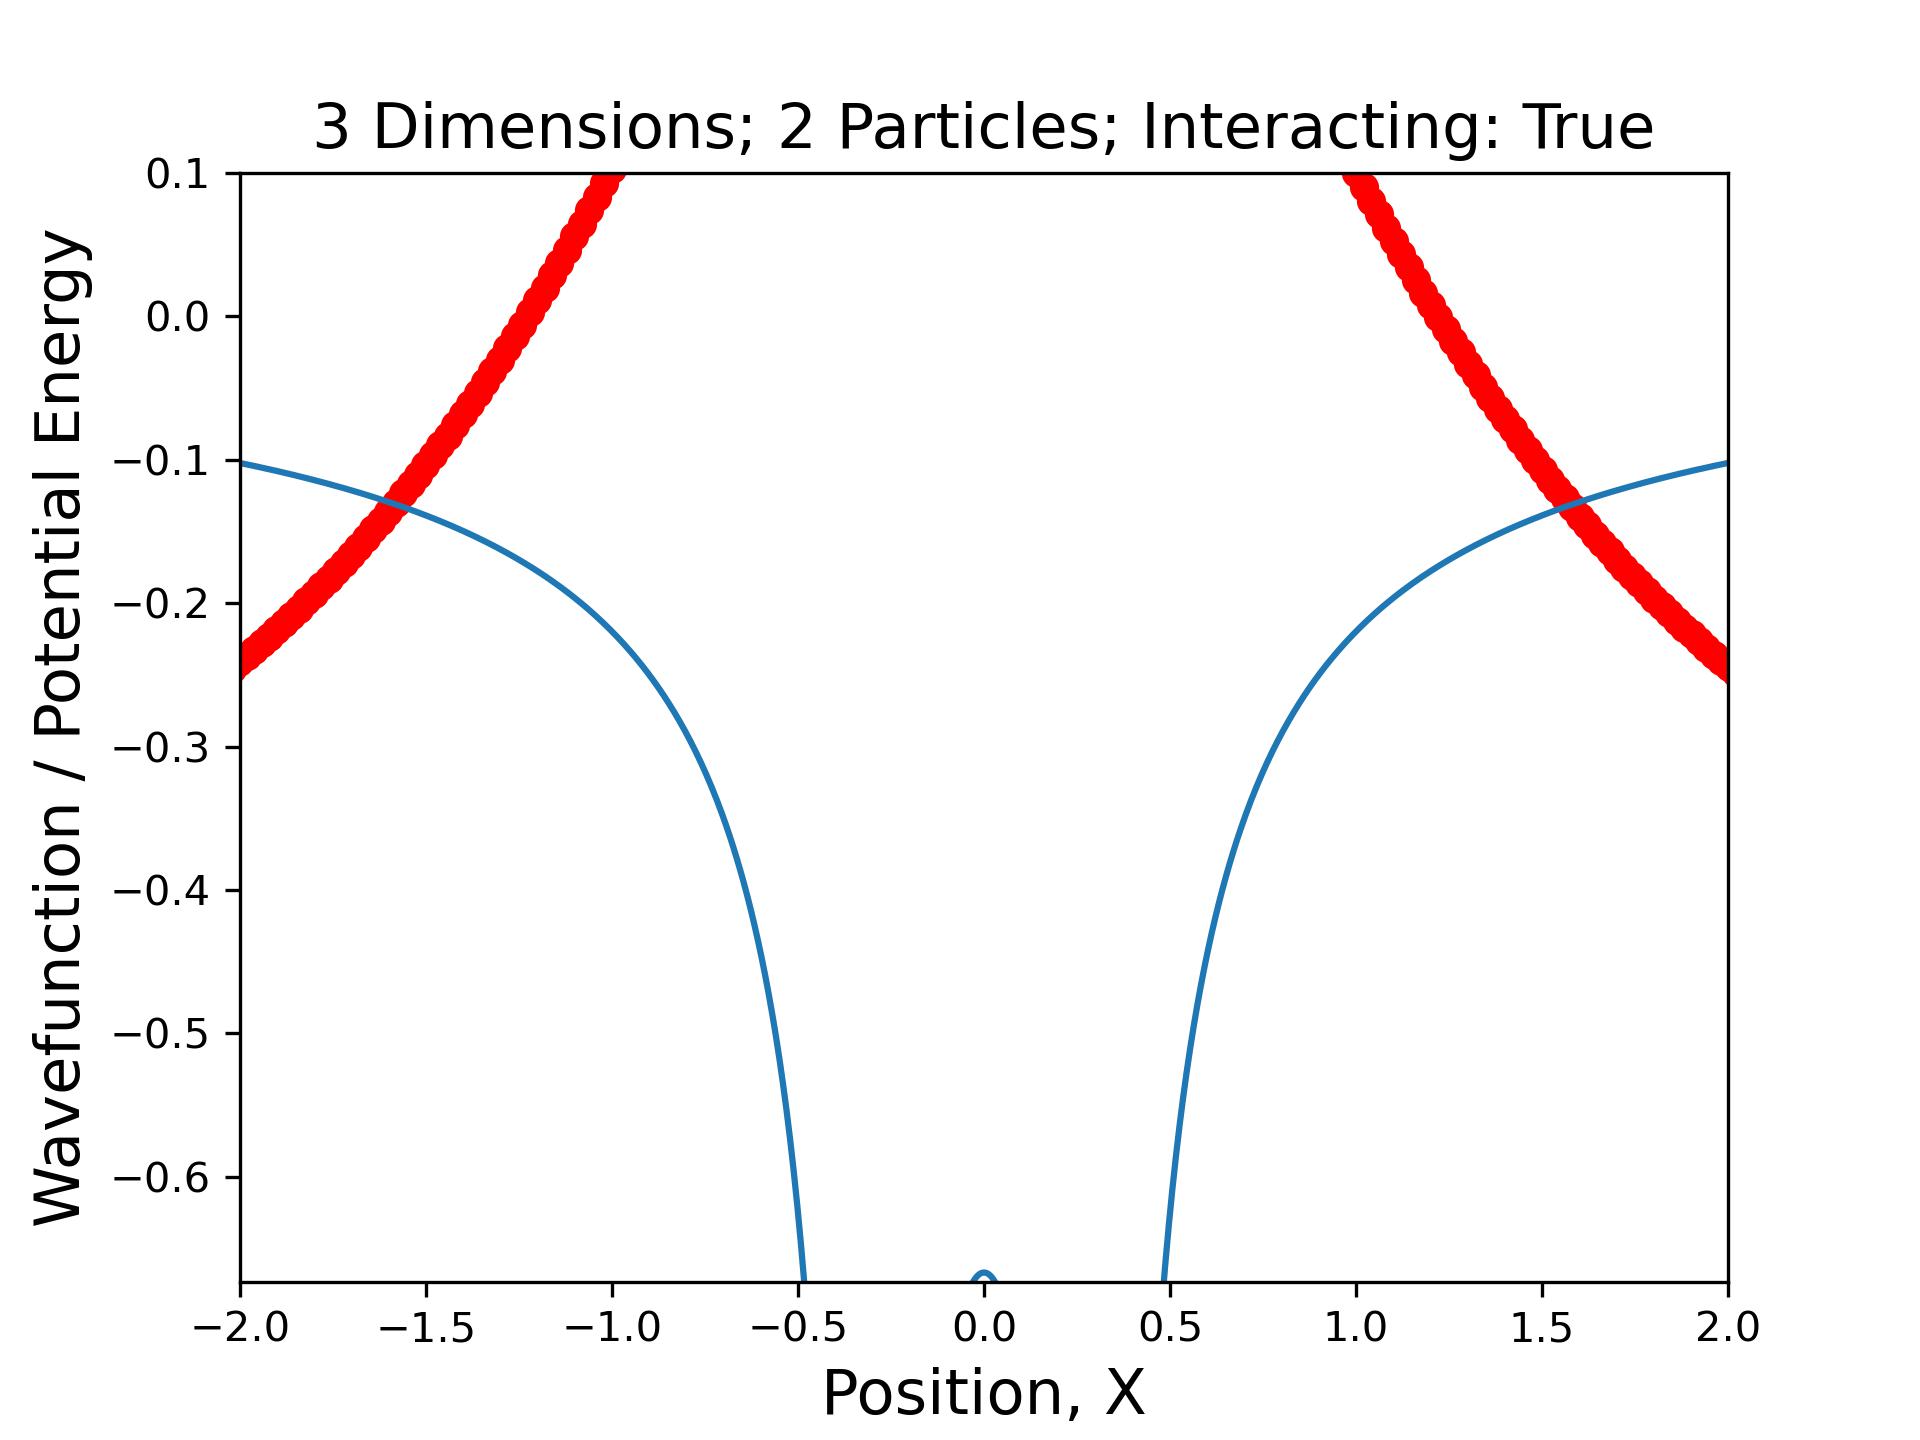 3 Dimensions; 2 Particles; Interacting: True
Wavefunction / Potential Energy
0.1
0.0
−0.1
−0.2
−0.3
−0.4
−0.5
−0.6
−2.0 −1.5 −1.0 −0.5 0.0 0.5 1.0 1.5 2.0
Position, X